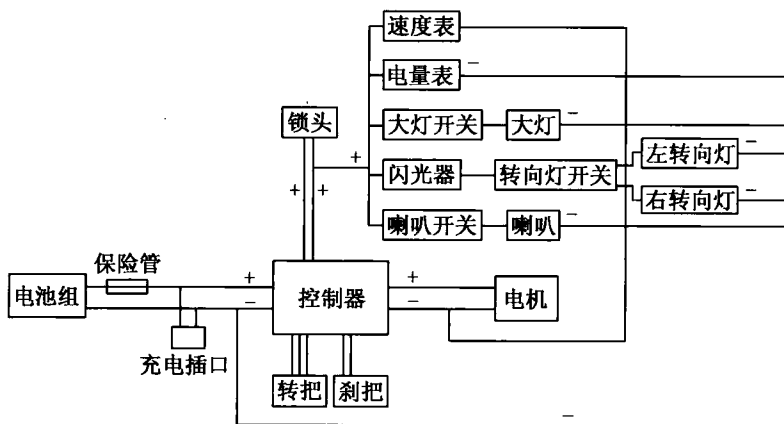 速度表
电量表 −
锁头
大灯开关 大灯 −
+
左转向灯 −
闪光器 转向灯开关
+ +
右转向灯 −
喇叭开关 喇叭 −
保险管
+ +
电池组 控制器 电机
− −
充电插口
转把 刹把
−